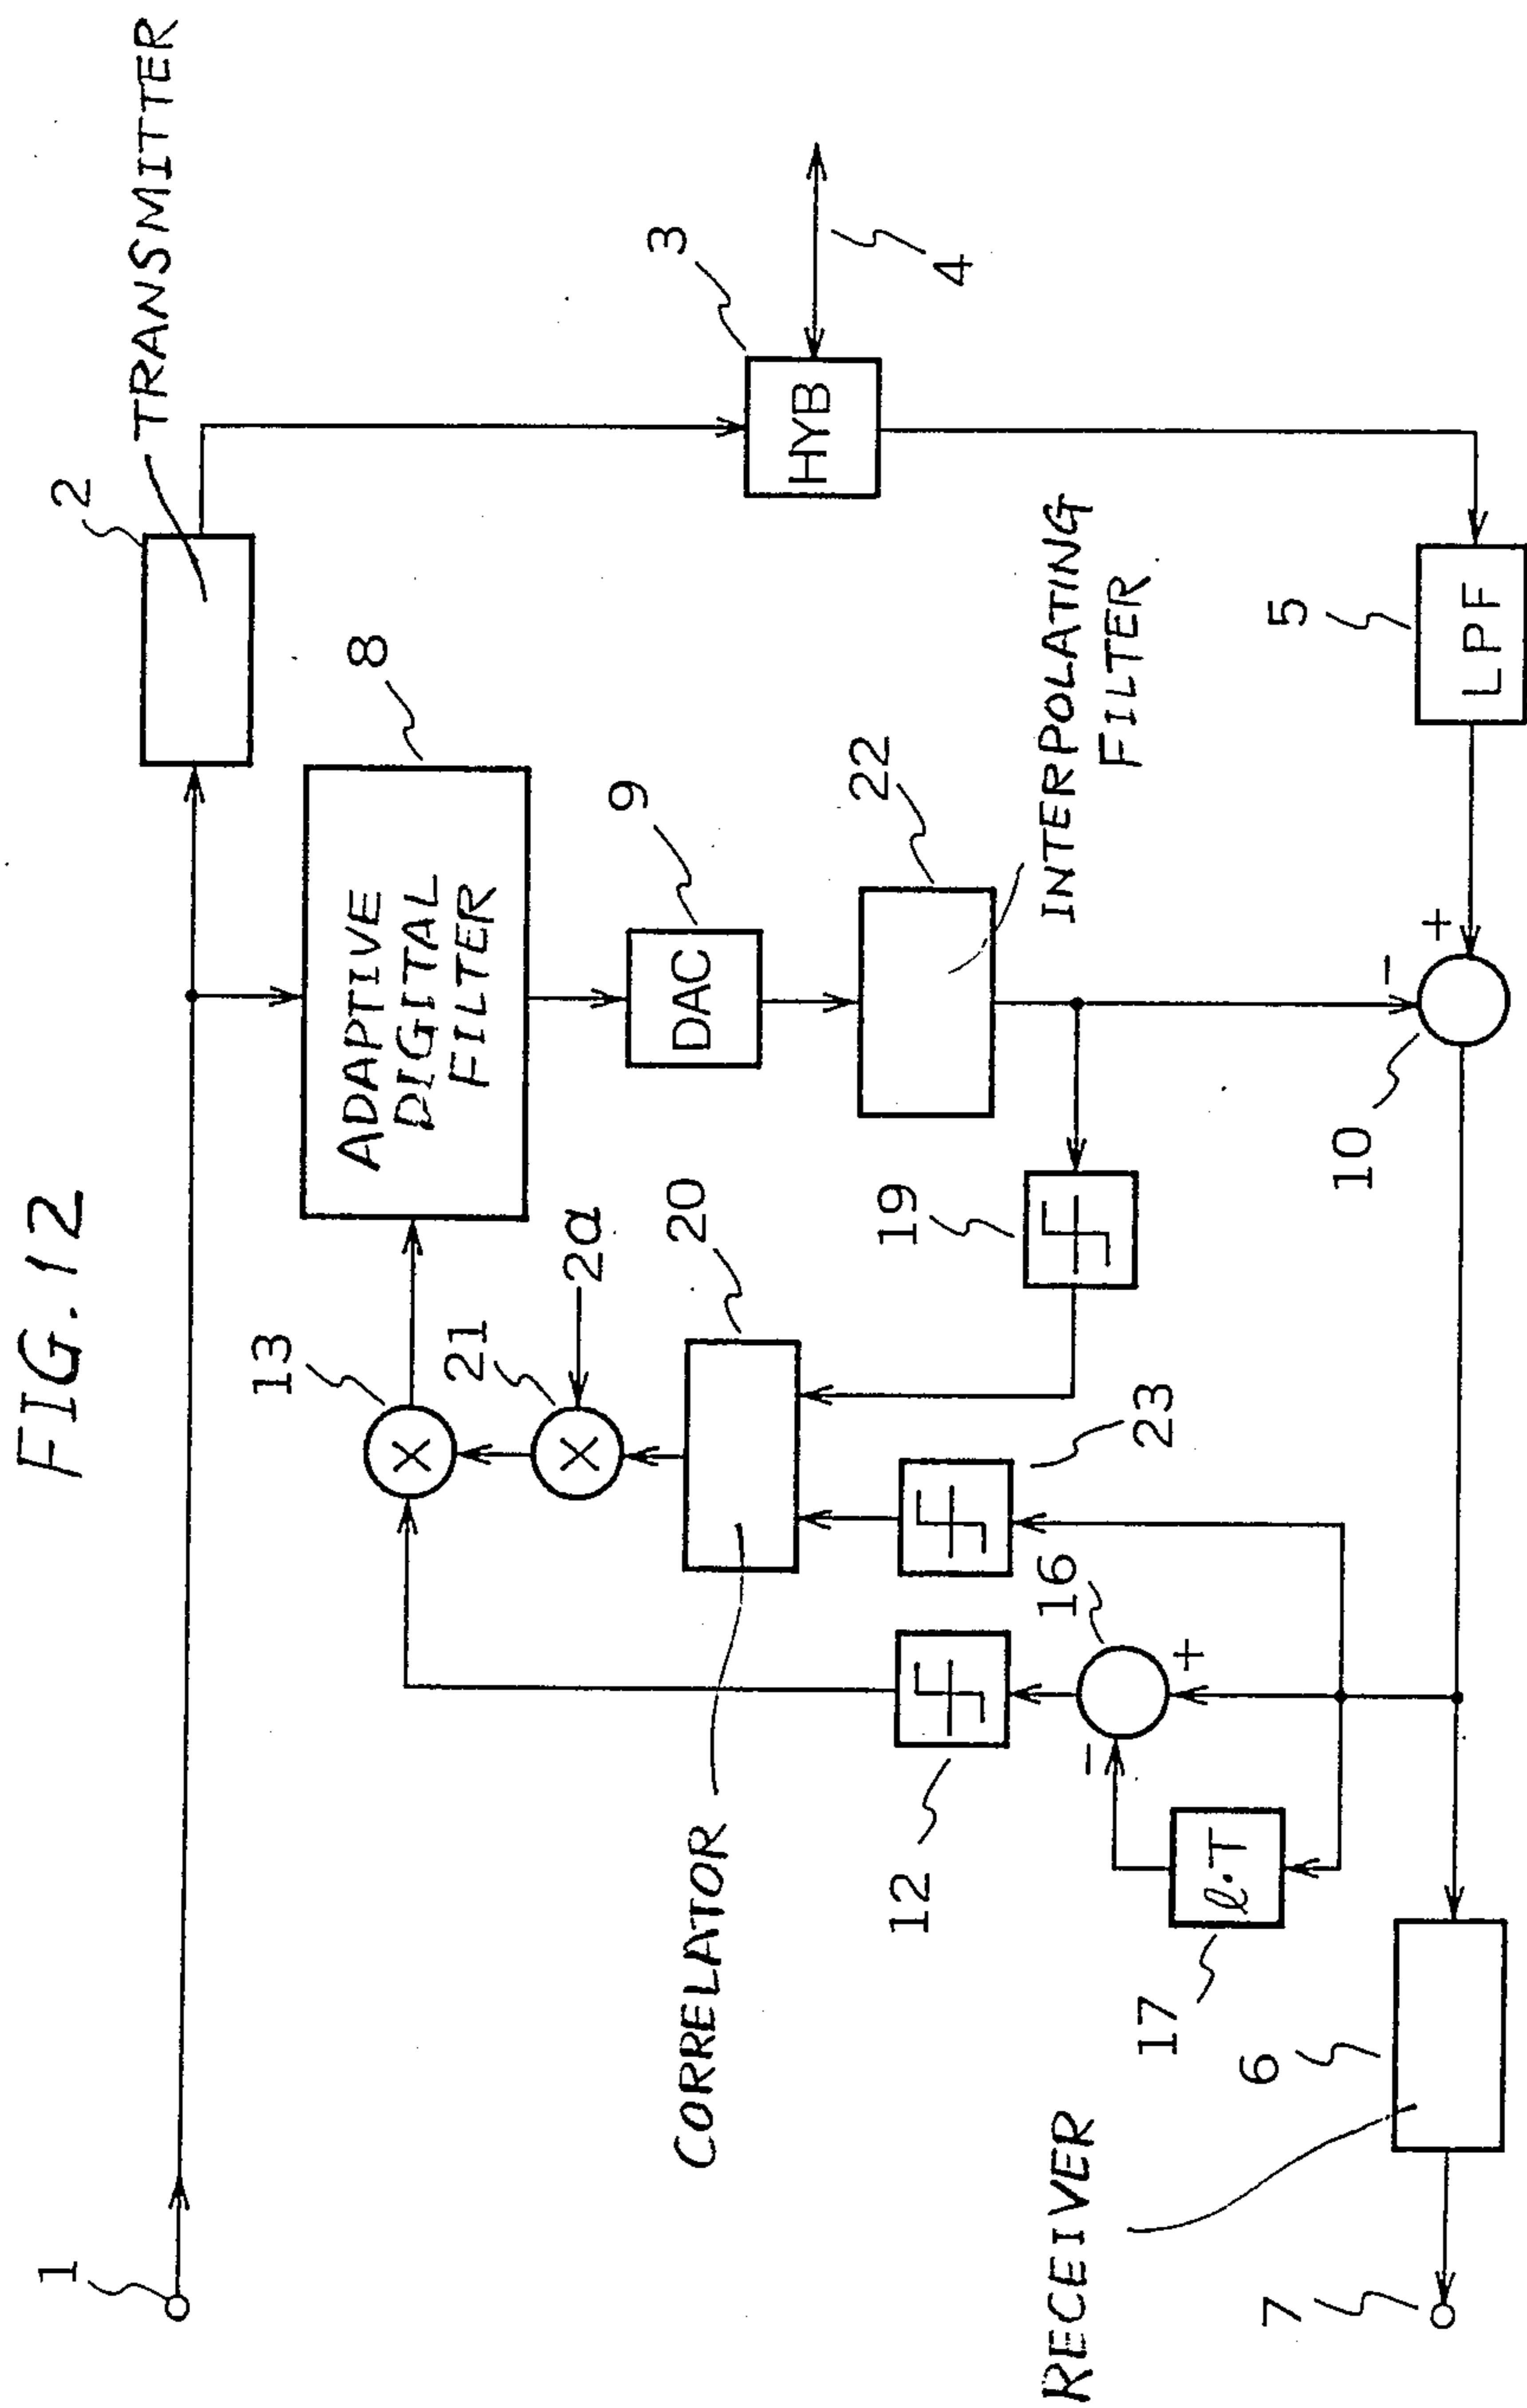 FIG. 12
1
2
TRANSMITTER
8
ADAPTIVE
DIGITAL
FILTER
13
21
2α
9
DAC
3
HYB
4
20
CORRELATOR
22
INTERPOLATING
FILTER
19
23
12
16
+
−
17
ℓ·T
10
−
+
5
LPF
6
RECEIVER
7